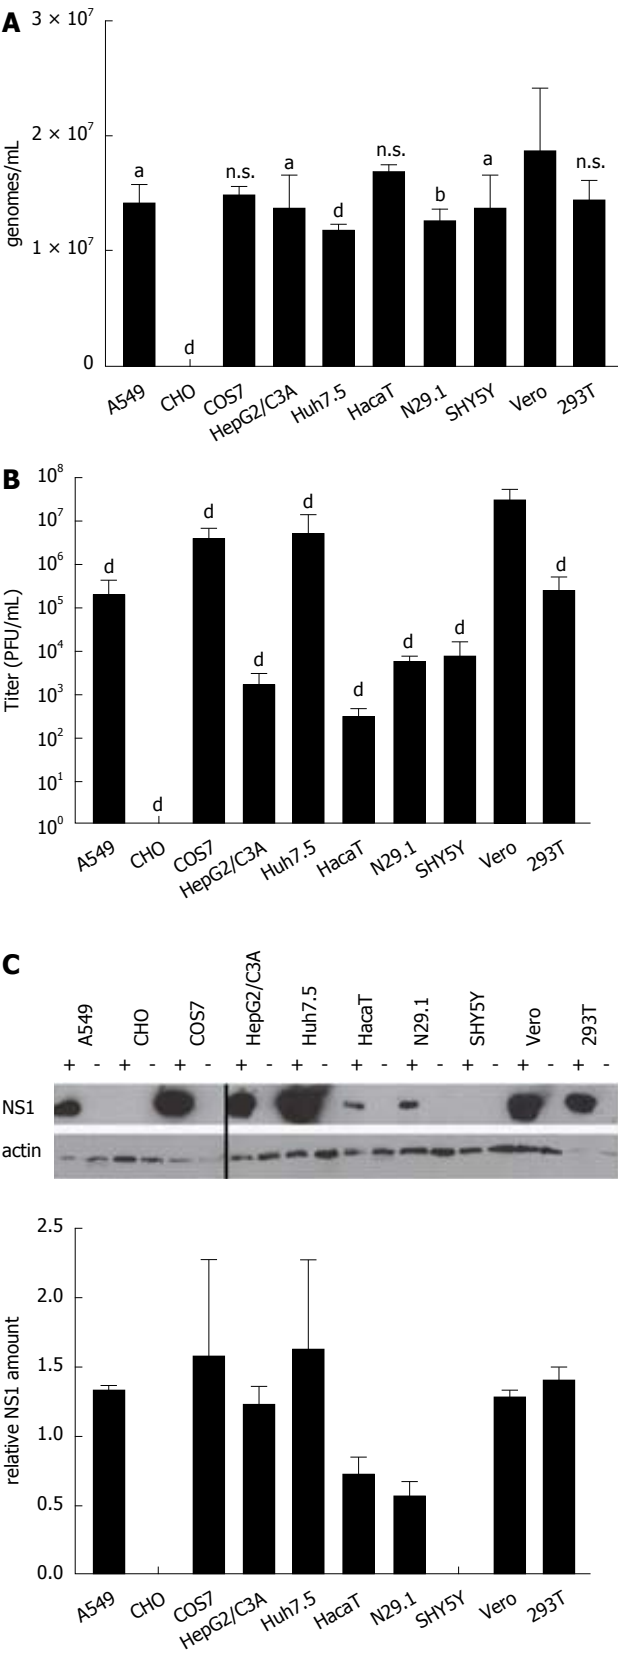 A
3 × 10⁷
2 × 10⁷
1 × 10⁷
0
genomes/mL
a
d
n.s.
a
d
n.s.
b
a
n.s.
A549
CHO
COS7
HepG2/C3A
Huh7.5
HacaT
N29.1
SHY5Y
Vero
293T
B
10⁸
10⁷
10⁶
10⁵
10⁴
10³
10²
10¹
10⁰
Titer (PFU/mL)
d
d
d
d
d
d
d
d
d
A549
CHO
COS7
HepG2/C3A
Huh7.5
HacaT
N29.1
SHY5Y
Vero
293T
C
A549
CHO
COS7
HepG2/C3A
Huh7.5
HacaT
N29.1
SHY5Y
Vero
293T
+ - + - + - + - + - + - + - + - + - + -
NS1
actin
2.5
2.0
1.5
1.0
0.5
0.0
relative NS1 amount
A549
CHO
COS7
HepG2/C3A
Huh7.5
HacaT
N29.1
SHY5Y
Vero
293T